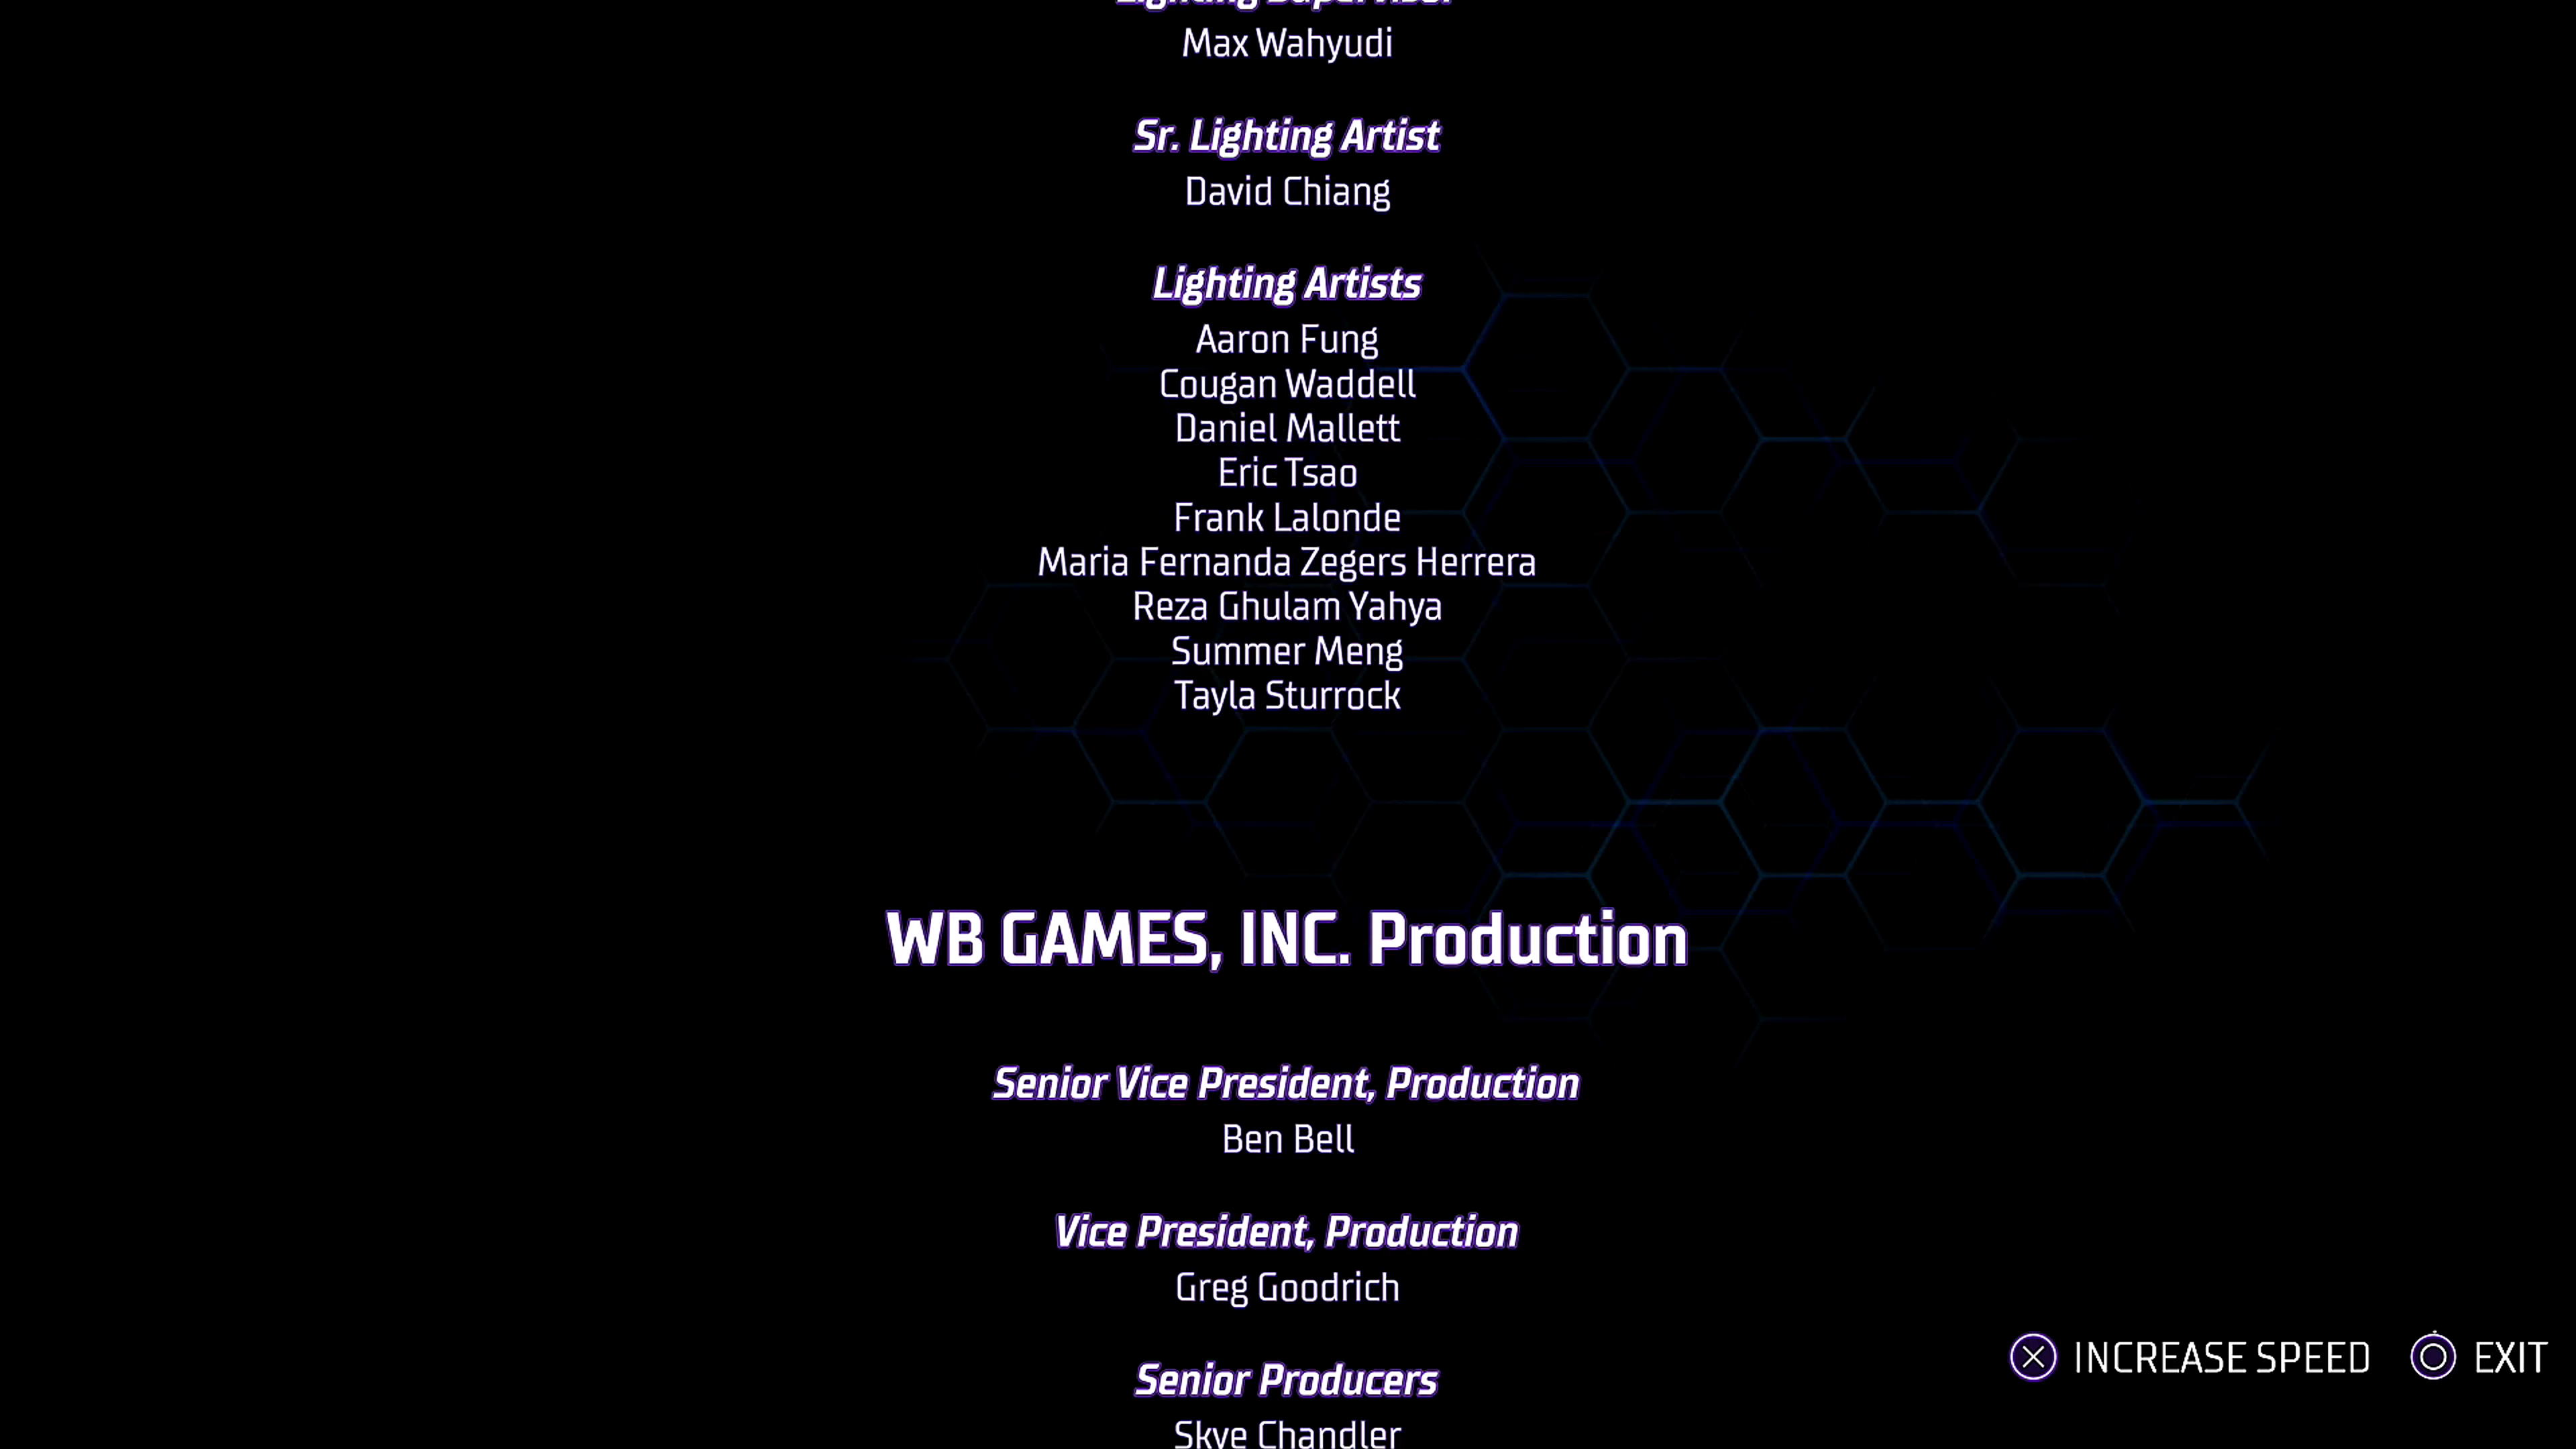 Lighting Supervisor
Max Wahyudi
Sr. Lighting Artist
David Chiang
Lighting Artists
Aaron Fung
Cougan Waddell
Daniel Mallett
Eric Tsao
Frank Lalonde
Maria Fernanda Zegers Herrera
Reza Ghulam Yahya
Summer Meng
Tayla Sturrock
WB GAMES, INC. Production
Senior Vice President, Production
Ben Bell
Vice President, Production
Greg Goodrich
Senior Producers
Skye Chandler
INCREASE SPEED
EXIT